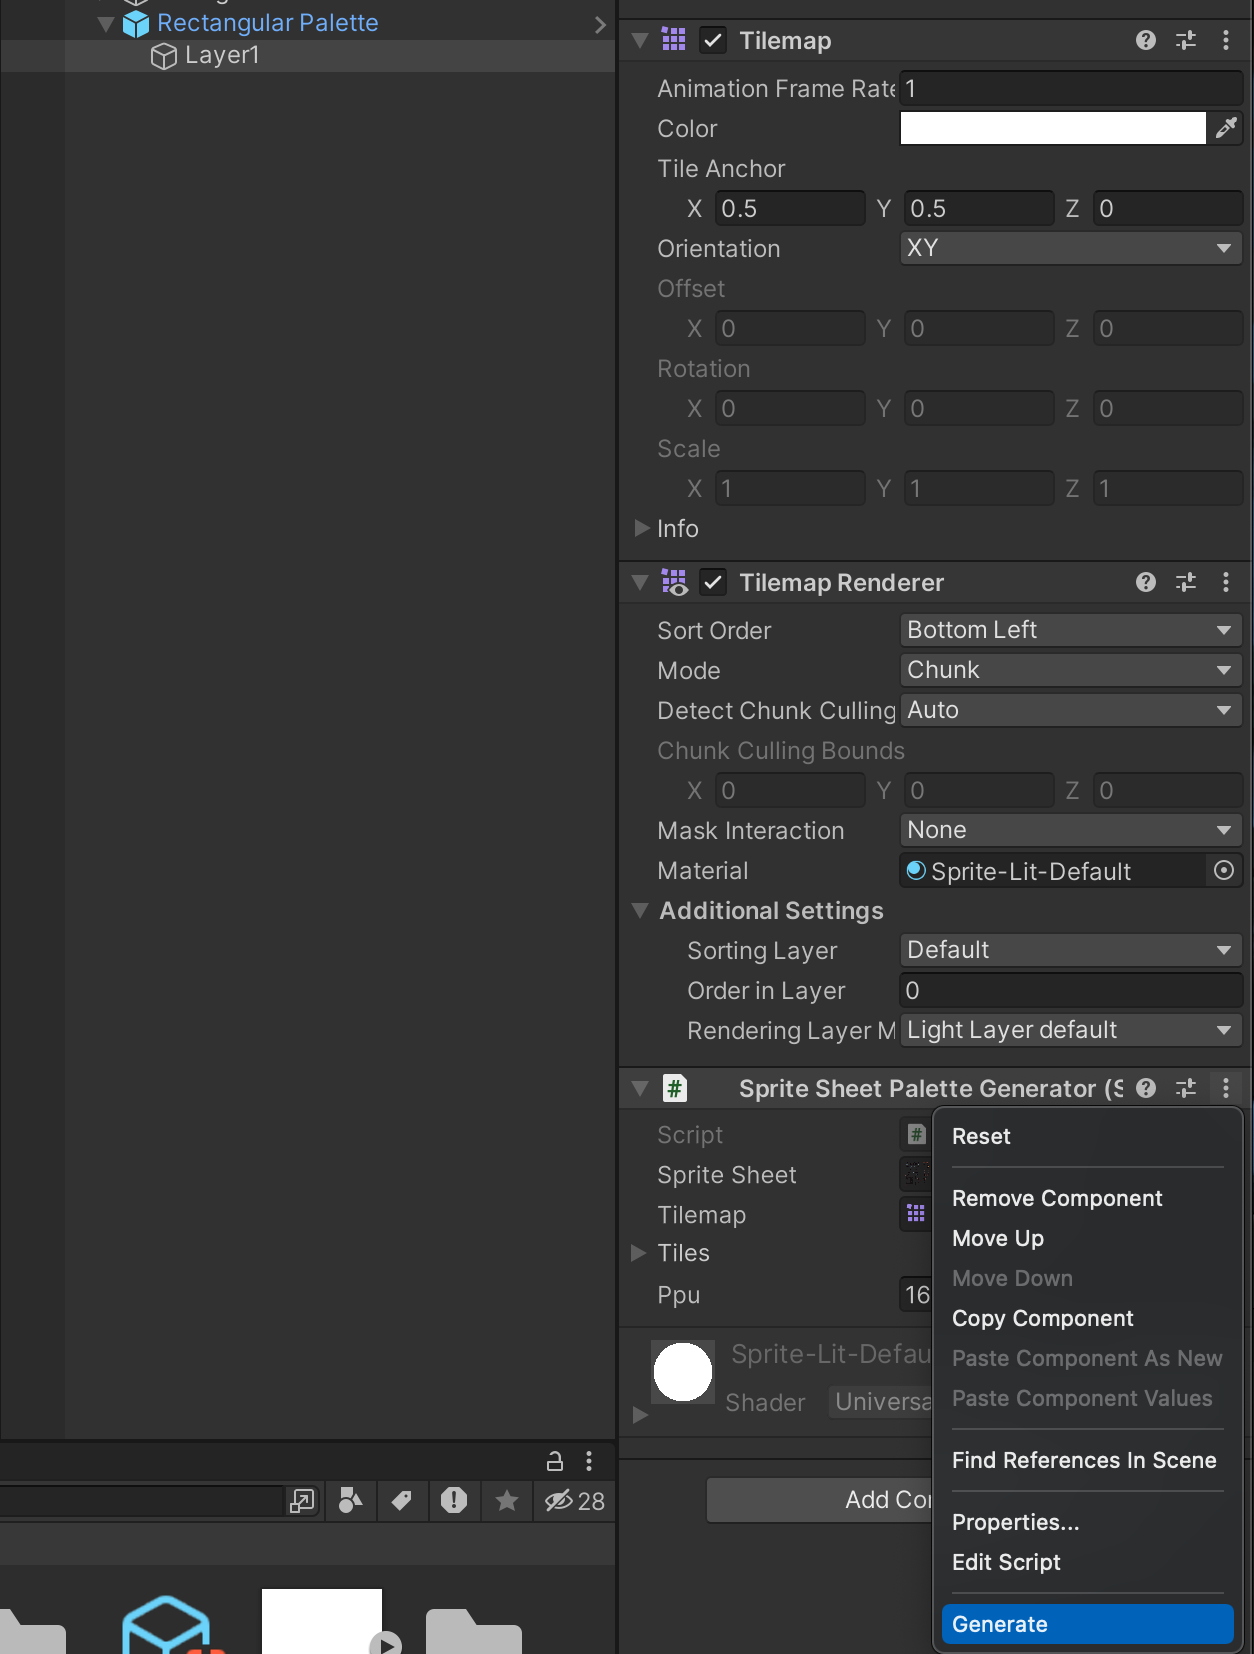 Rectangular Palette
Layer1
Tilemap
Animation Frame Rate 1
Color
Tile Anchor
X 0.5 Y 0.5 Z 0
Orientation XY
Offset
X 0 Y 0 Z 0
Rotation
X 0 Y 0 Z 0
Scale
X 1 Y 1 Z 1
Info
Tilemap Renderer
Sort Order Bottom Left
Mode Chunk
Detect Chunk Culling Auto
Chunk Culling Bounds
X 0 Y 0 Z 0
Mask Interaction None
Material Sprite-Lit-Default
Additional Settings
Sorting Layer Default
Order in Layer 0
Rendering Layer M Light Layer default
# Sprite Sheet Palette Generator (S
Script #
Sprite Sheet
Tilemap
Tiles
Ppu 16
Sprite-Lit-Defau
Shader Universa
Add Con
Reset
Remove Component
Move Up
Move Down
Copy Component
Paste Component As New
Paste Component Values
Find References In Scene
Properties...
Edit Script
Generate
28